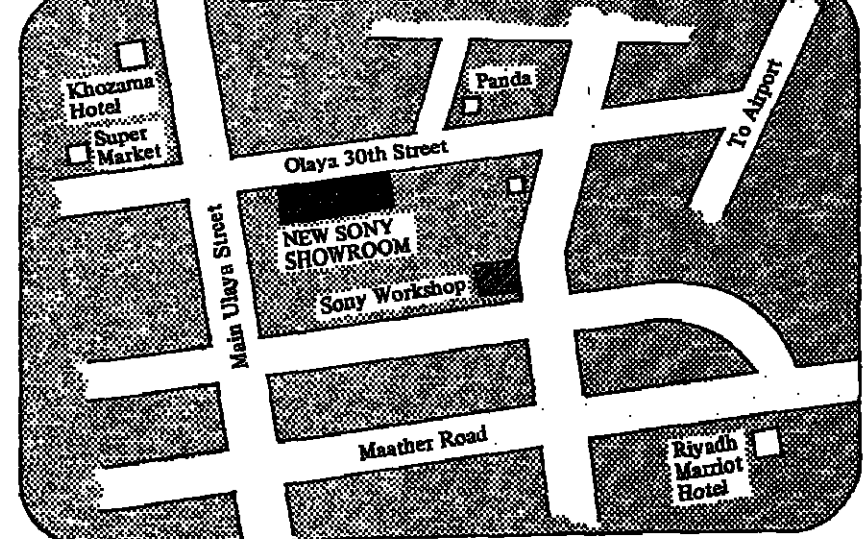 Khozama
Hotel
Super
Market
Panda
To Airport
Olaya 30th Street
NEW SONY
SHOWROOM
Main Ulaya Street
Sony Workshop
Maather Road
Riyadh
Marriot
Hotel